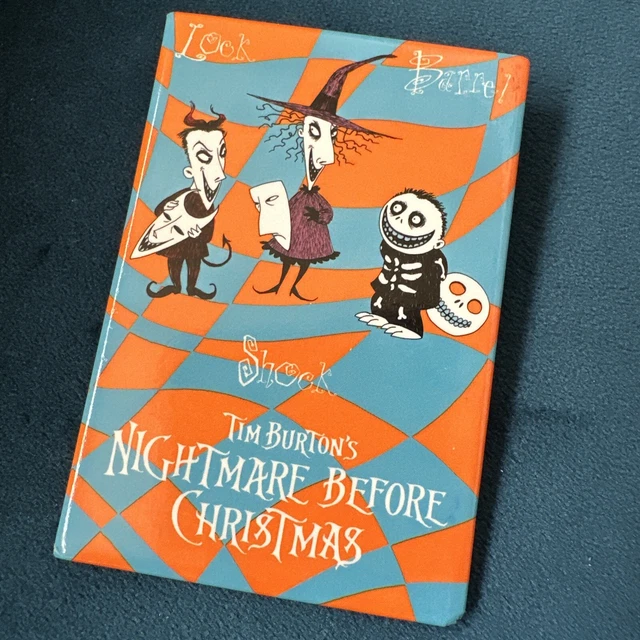 Lock
Barrel
Shock
TIM BURTON'S
NIGHTMARE BEFORE
CHRISTMAS